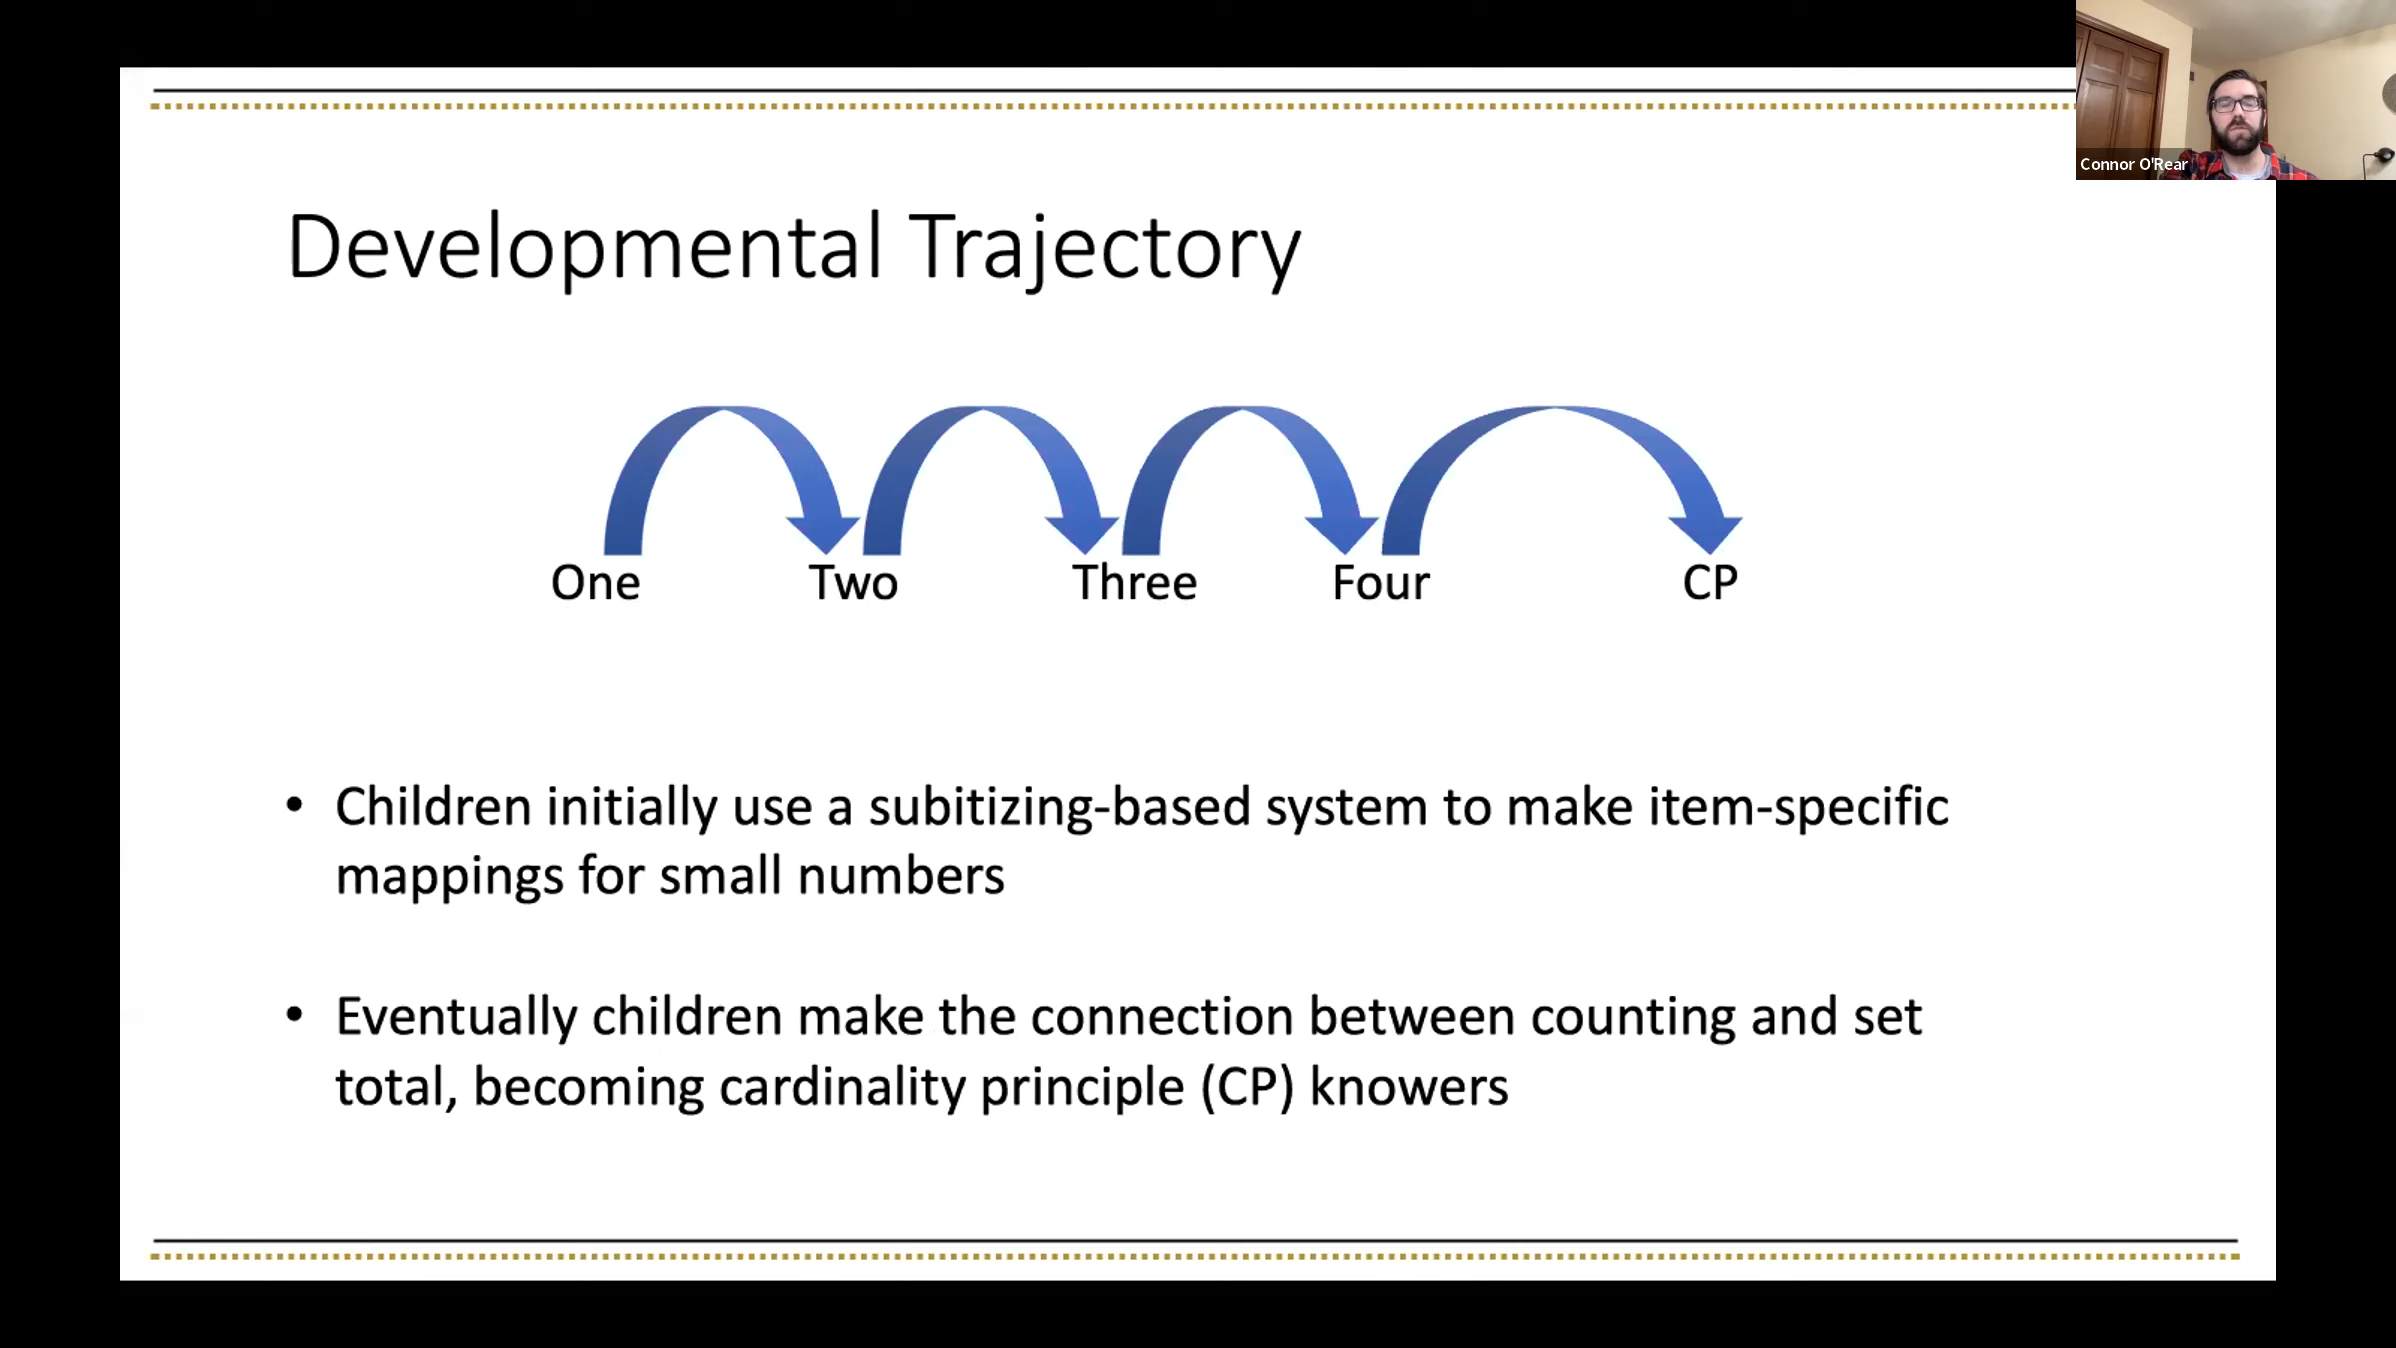 Connor O'Rear
Developmental Trajectory
One Two Three Four CP
• Children initially use a subitizing-based system to make item-specific
mappings for small numbers
• Eventually children make the connection between counting and set
total, becoming cardinality principle (CP) knowers